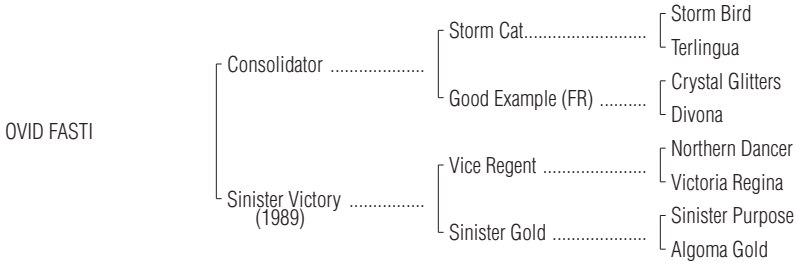 Storm Bird
Storm Cat........................
Terlingua
Consolidator ....................
Crystal Glitters
Good Example (FR) ..........
Divona
OVID FASTI
Northern Dancer
Vice Regent ......................
Victoria Regina
Sinister Victory ................
(1989)
Sinister Purpose
Sinister Gold ....................
Algoma Gold